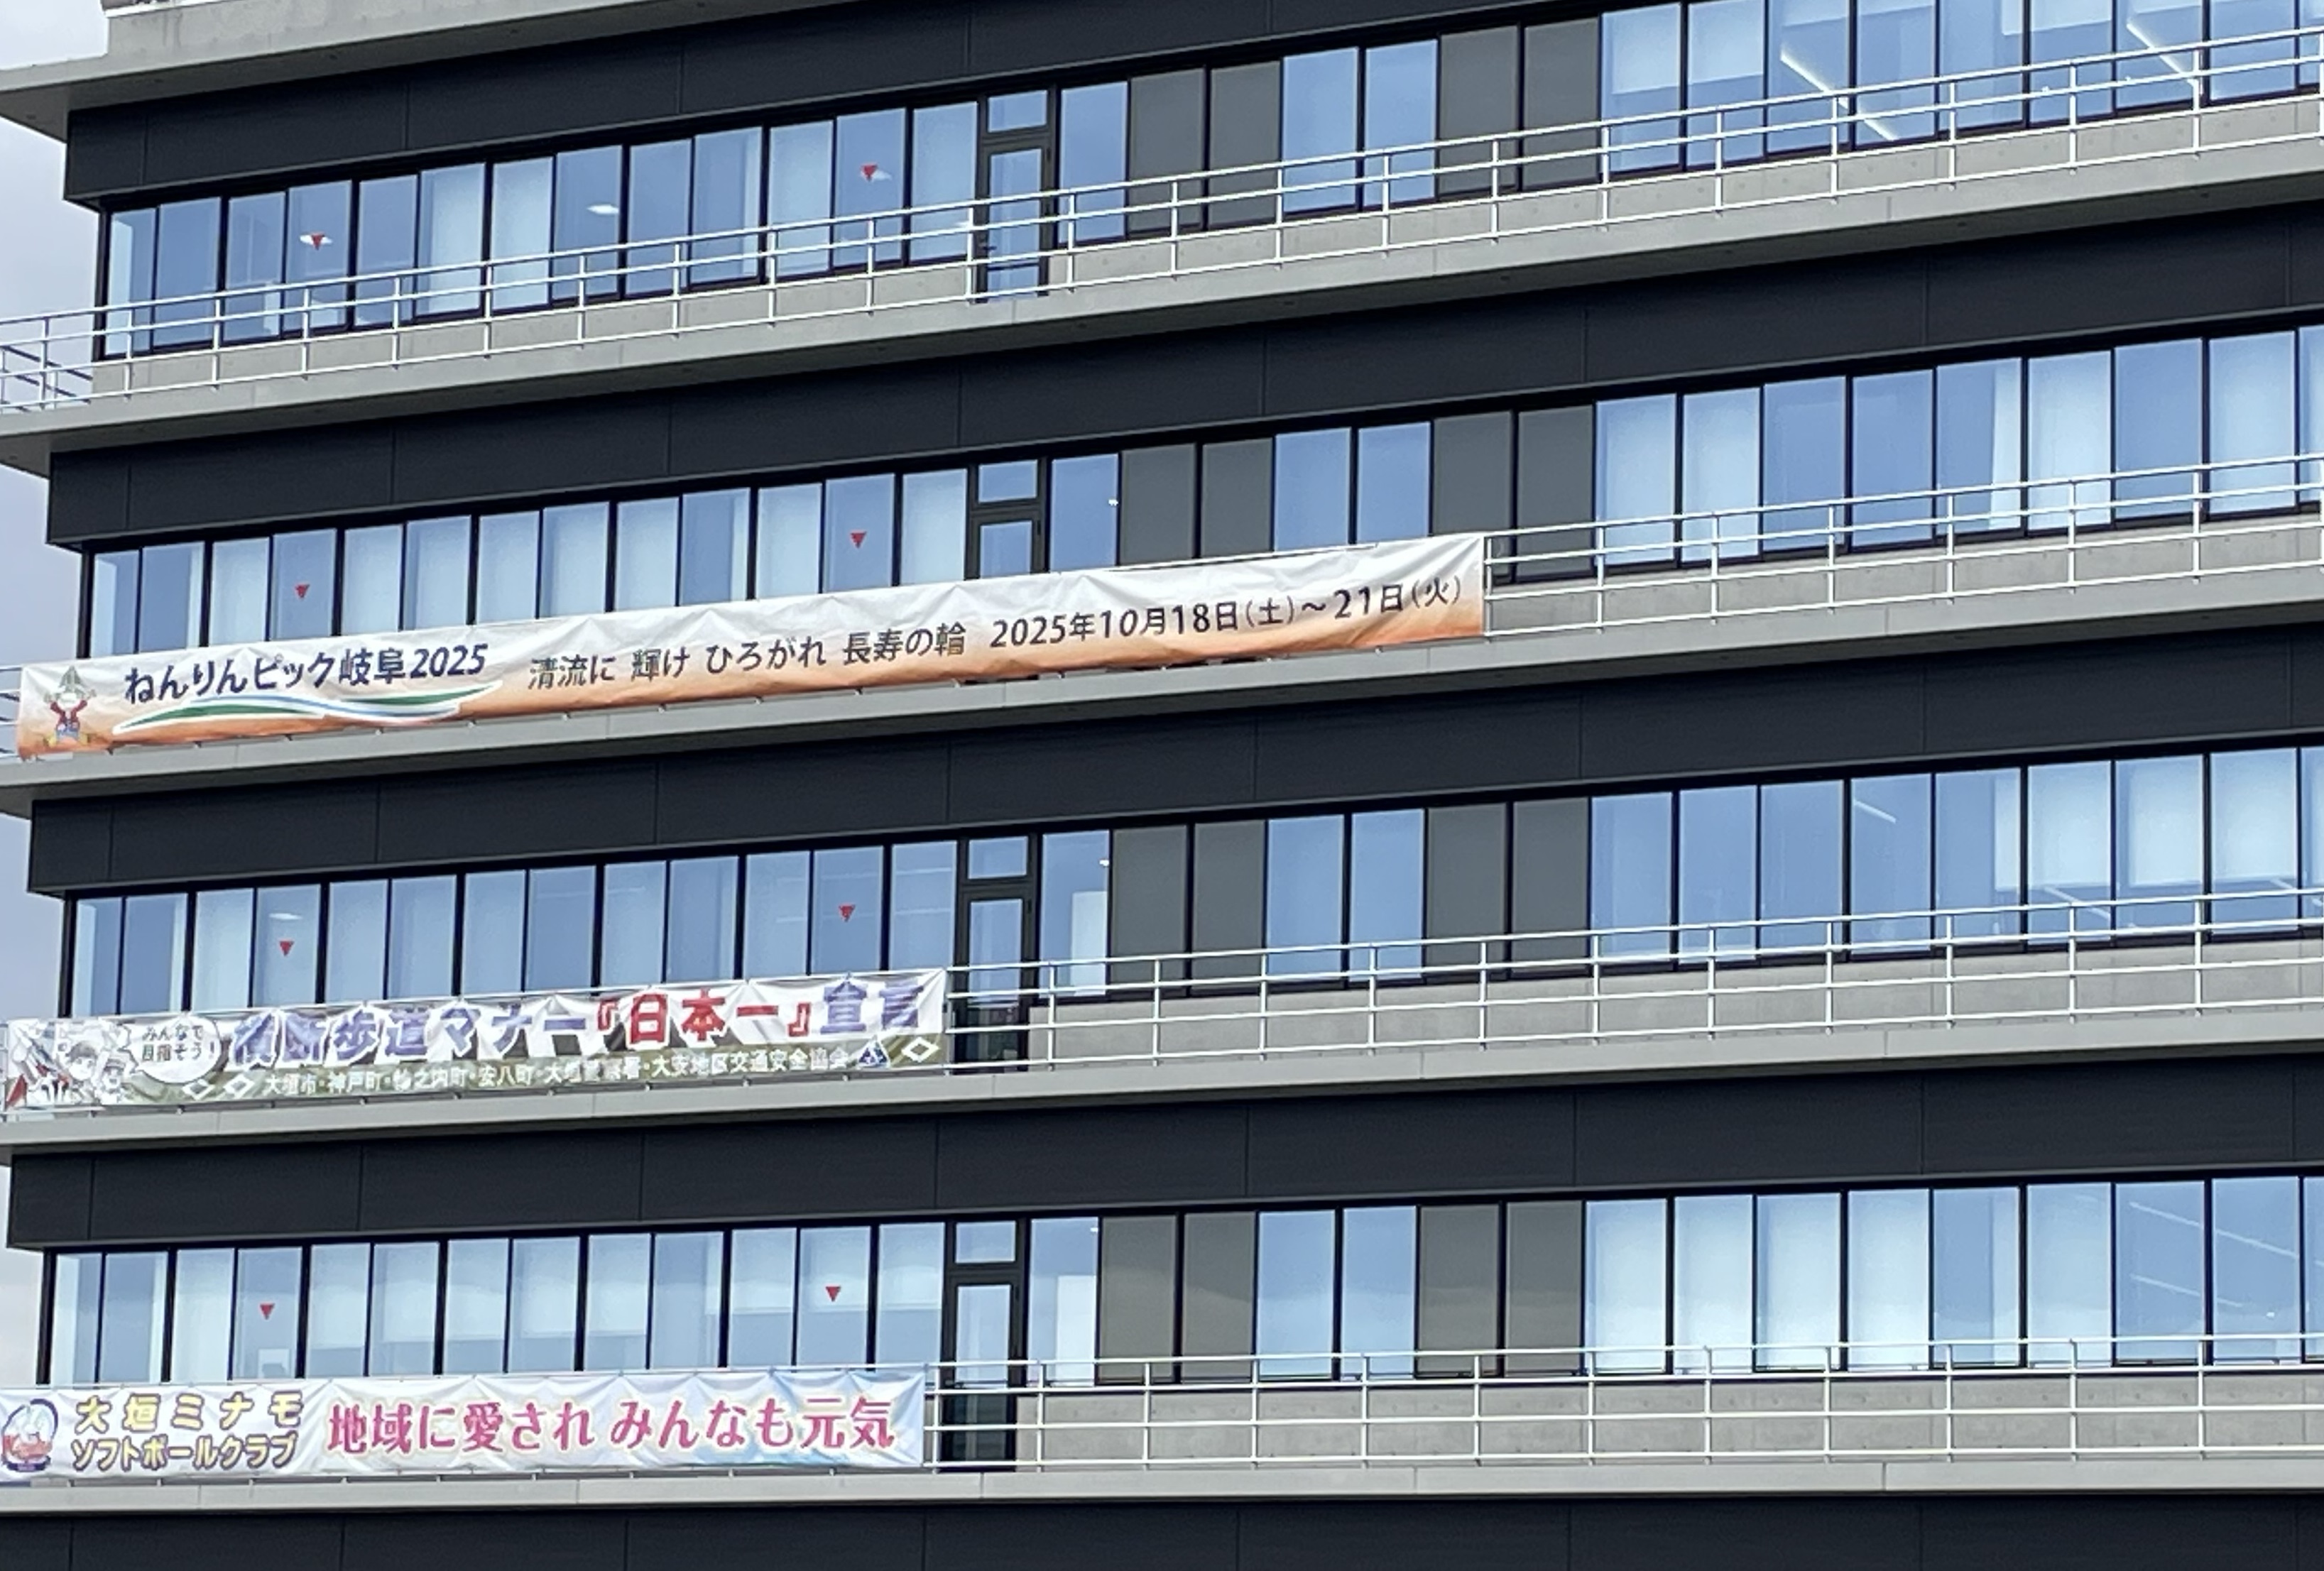 ねんりんピック岐阜2025 清流に 輝け ひろがれ 長寿の輪 2025年10月18日(土)~21日(火)
みんなで
目指そう!
横断歩道マナー『日本一』宣言
大垣市・神戸町・輪之内町・安八町・大垣警察署・大安地区交通安全協会
大垣ミナモ
ソフトボールクラブ
地域に愛され みんなも元気